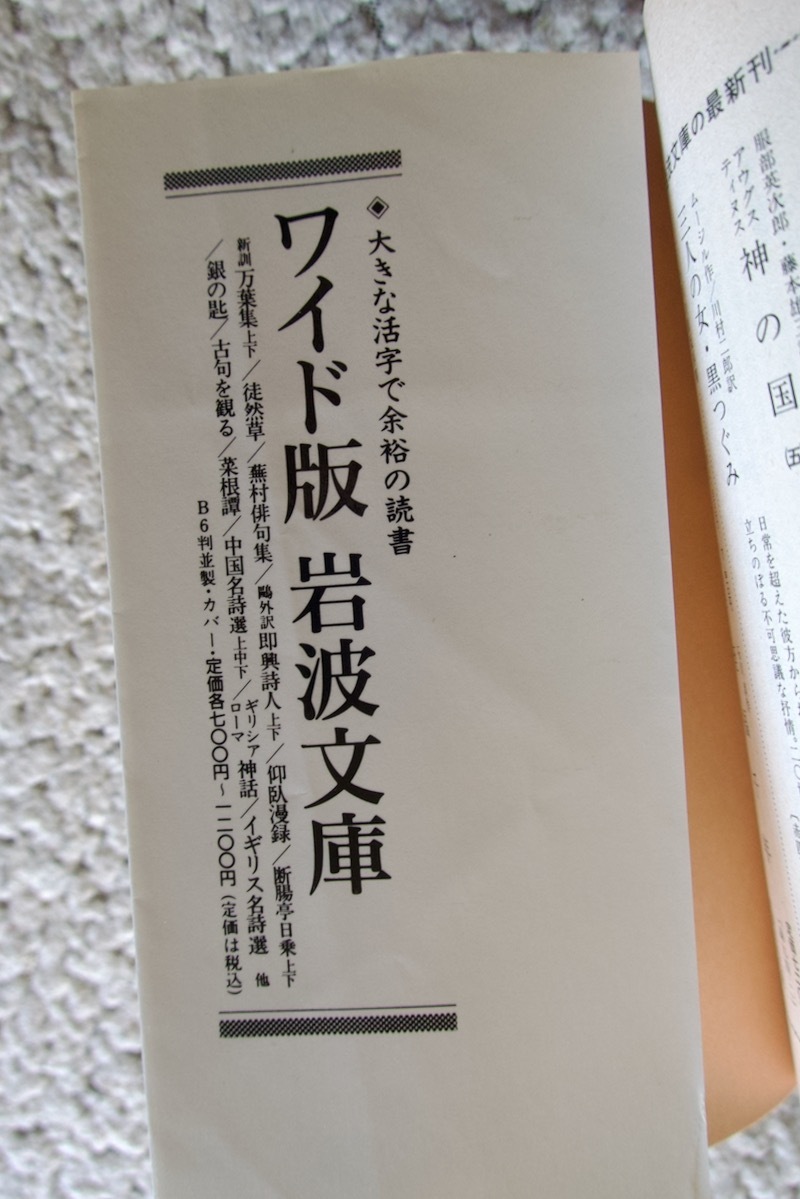 ◈大きな活字で余裕の読書
ワイド版 岩波文庫
新訓万葉集上下／徒然草／蕪村俳句集／鷗外訳即興詩人上下／仰臥漫録／断腸亭日乗上下
／銀の匙／古句を観る／菜根譚／中国名詩選上中下／ギリシアローマ神話／イギリス名詩選 他
B6判並製・カバー・定価各七〇〇円～一二〇〇円（定価は税込）
文庫の最新刊
服部英次郎・藤本雄
アウグスティヌス 神の国 (五
ムージル作／川村二郎訳
三人の女・黒つぐみ
日常を超えた彼方から
立ちのぼる不可思議な抒情。